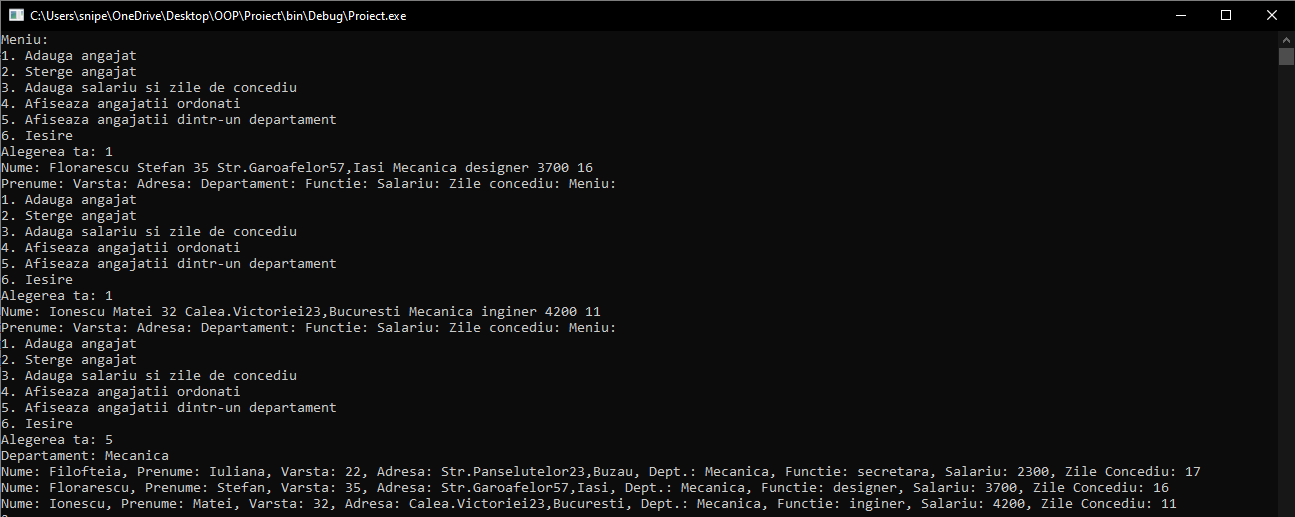 C:\Users\snipe\OneDrive\Desktop\OOP\Proiect\bin\Debug\Proiect.exe
Meniu:
1. Adauga angajat
2. Sterge angajat
3. Adauga salariu si zile de concediu
4. Afiseaza angajatii ordonati
5. Afiseaza angajatii dintr-un departament
6. Iesire
Alegerea ta: 1
Nume: Florarescu Stefan 35 Str.Garoafelor57,Iasi Mecanica designer 3700 16
Prenume: Varsta: Adresa: Departament: Functie: Salariu: Zile concediu: Meniu:
1. Adauga angajat
2. Sterge angajat
3. Adauga salariu si zile de concediu
4. Afiseaza angajatii ordonati
5. Afiseaza angajatii dintr-un departament
6. Iesire
Alegerea ta: 1
Nume: Ionescu Matei 32 Calea.Victoriei23,Bucuresti Mecanica inginer 4200 11
Prenume: Varsta: Adresa: Departament: Functie: Salariu: Zile concediu: Meniu:
1. Adauga angajat
2. Sterge angajat
3. Adauga salariu si zile de concediu
4. Afiseaza angajatii ordonati
5. Afiseaza angajatii dintr-un departament
6. Iesire
Alegerea ta: 5
Departament: Mecanica
Nume: Filofteia, Prenume: Iuliana, Varsta: 22, Adresa: Str.Panselutelor23,Buzau, Dept.: Mecanica, Functie: secretara, Salariu: 2300, Zile Concediu: 17
Nume: Florarescu, Prenume: Stefan, Varsta: 35, Adresa: Str.Garoafelor57,Iasi, Dept.: Mecanica, Functie: designer, Salariu: 3700, Zile Concediu: 16
Nume: Ionescu, Prenume: Matei, Varsta: 32, Adresa: Calea.Victoriei23,Bucuresti, Dept.: Mecanica, Functie: inginer, Salariu: 4200, Zile Concediu: 11